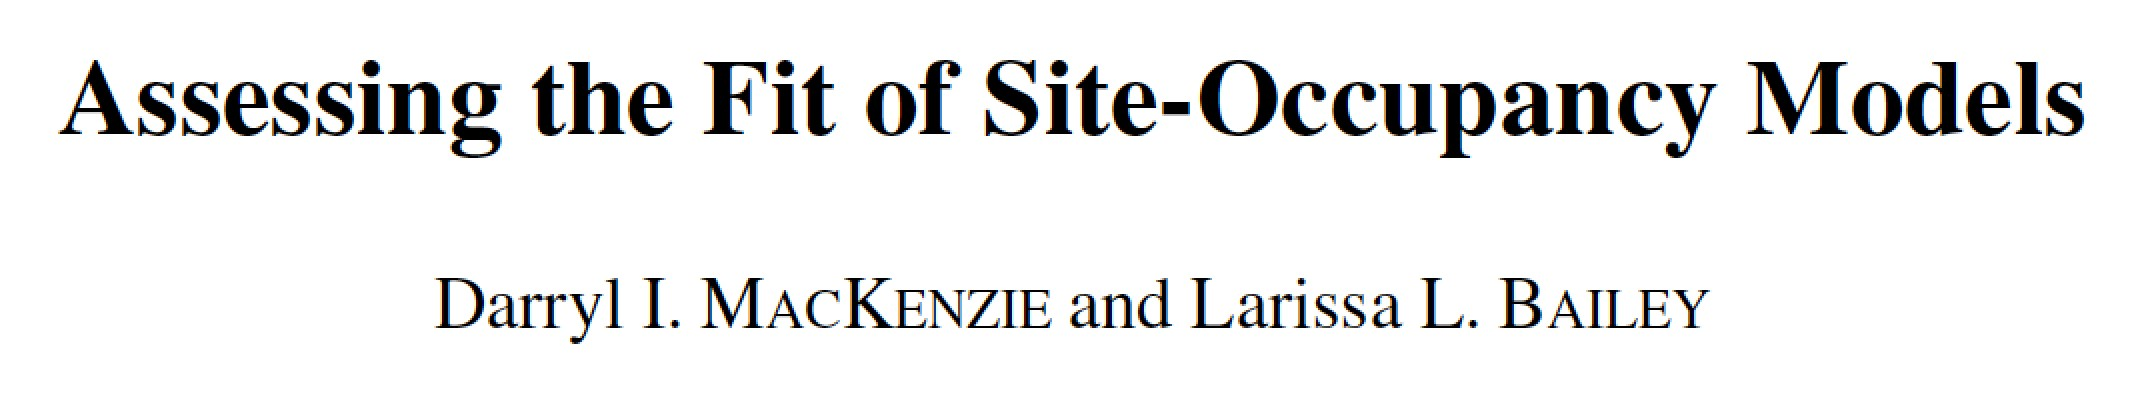 Assessing the Fit of Site-Occupancy Models
Darryl I. MACKENZIE and Larissa L. BAILEY